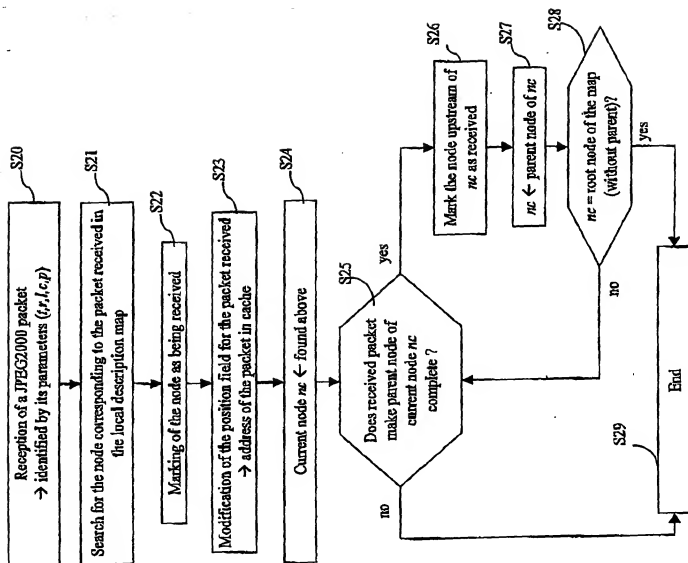 S20
Reception of a JPEG2000 packet
→ identified by its parameters (t,r,l,c,p)
S21
Search for the node corresponding to the packet received in
the local description map
S22
Marking of the node as being received
S23
Modification of the position field for the packet received
→ address of the packet in cache
S24
Current node nc ← found above
S25
Does received packet
make parent node of
current node nc
complete ?
yes
no
S26
Mark the node upstream of
nc as received
S27
nc ← parent node of nc
S28
nc = root node of the map
(without parent)?
no
yes
S29
End